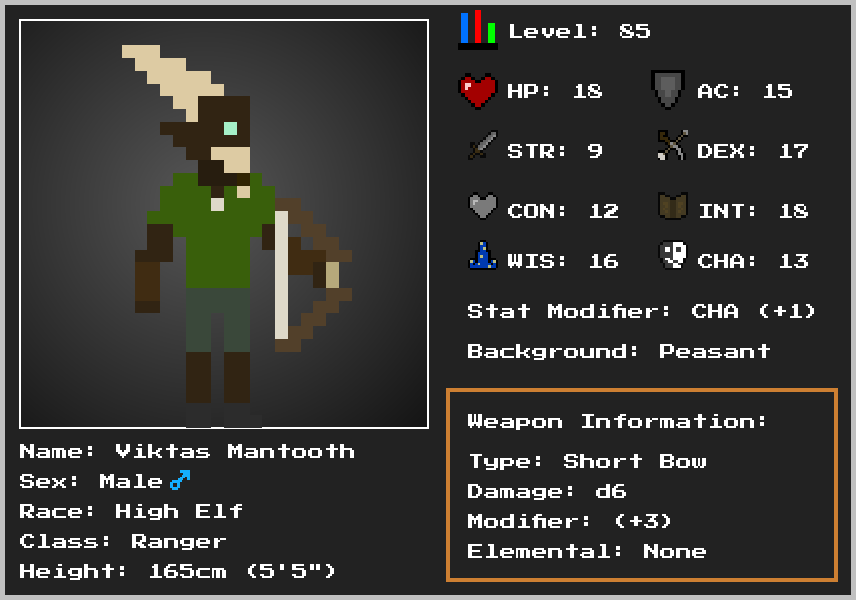 Level: 85
HP: 18 AC: 15
STR: 9 DEX: 17
CON: 12 INT: 18
WIS: 16 CHA: 13
Stat Modifier: CHA (+1)
Background: Peasant
Weapon Information:
Type: Short Bow
Damage: d6
Modifier: (+3)
Elemental: None
Name: Viktas Mantooth
Sex: Male ♂
Race: High Elf
Class: Ranger
Height: 165cm (5'5")